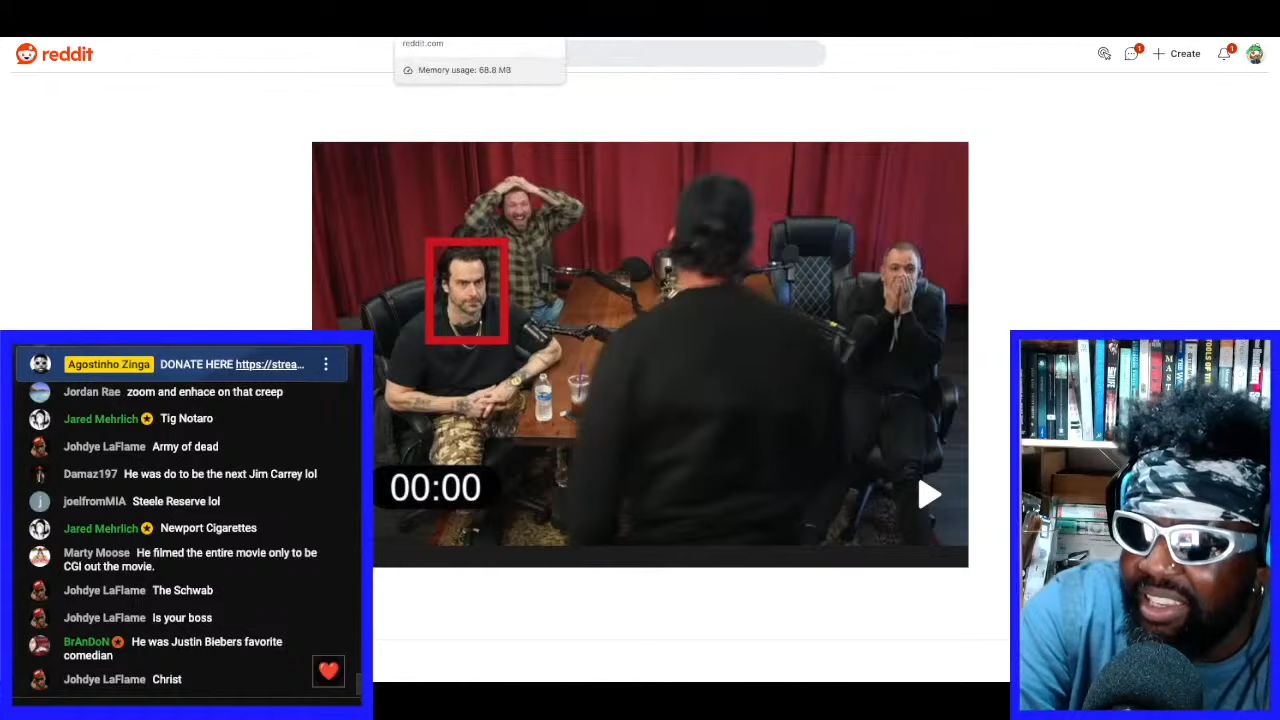 reddit
reddit.com
Memory usage: 68.8 MB
1
1
Create
00:00
Agostinho Zinga DONATE HERE https://strea...
Jordan Rae zoom and enhace on that creep
Jared Mehrlich Tig Notaro
Johdye LaFlame Army of dead
Damaz197 He was do to be the next Jim Carrey lol
j joelfromMIA Steele Reserve lol
Jared Mehrlich Newport Cigarettes
Marty Moose He filmed the entire movie only to be
CGI out the movie.
Johdye LaFlame The Schwab
Johdye LaFlame Is your boss
BrAnDoN He was Justin Biebers favorite
comedian
Johdye LaFlame Christ